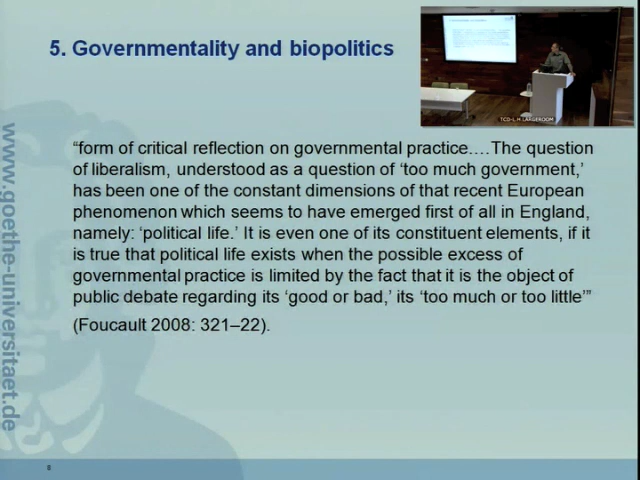 5. Governmentality and biopolitics
“form of critical reflection on governmental practice.…The question
of liberalism, understood as a question of ‘too much government,’
has been one of the constant dimensions of that recent European
phenomenon which seems to have emerged first of all in England,
namely: ‘political life.’ It is even one of its constituent elements, if it
is true that political life exists when the possible excess of
governmental practice is limited by the fact that it is the object of
public debate regarding its ‘good or bad,’ its ‘too much or too little’”
(Foucault 2008: 321–22).
www.goethe-universitaet.de
TCD-L.H LARGEROOM
8